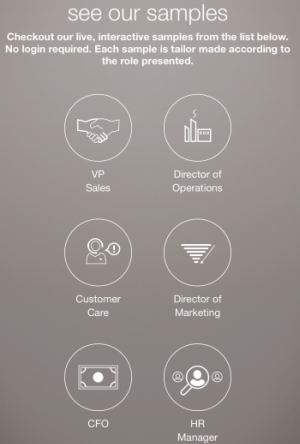 see our samples
Checkout our live, interactive samples from the list below.
No login required. Each sample is tailor made according to
the role presented.
VP
Sales
Director of
Operations
Customer
Care
Director of
Marketing
CFO
HR
Manager